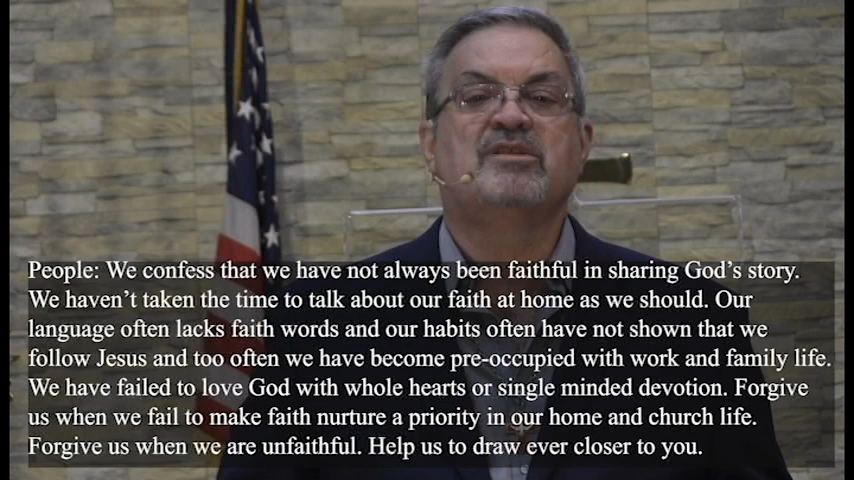 People: We confess that we have not always been faithful in sharing God’s story.
We haven’t taken the time to talk about our faith at home as we should. Our
language often lacks faith words and our habits often have not shown that we
follow Jesus and too often we have become pre-occupied with work and family life.
We have failed to love God with whole hearts or single minded devotion. Forgive
us when we fail to make faith nurture a priority in our home and church life.
Forgive us when we are unfaithful. Help us to draw ever closer to you.